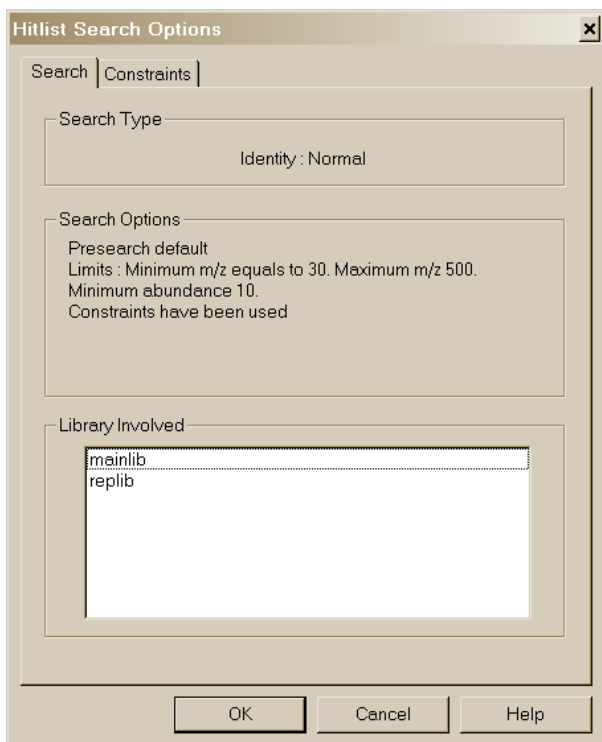 Hitlist Search Options
Search
Constraints
Search Type
Identity : Normal
Search Options
Presearch default
Limits : Minimum m/z equals to 30. Maximum m/z 500.
Minimum abundance 10.
Constraints have been used
Library Involved
mainlib
replib
OK
Cancel
Help